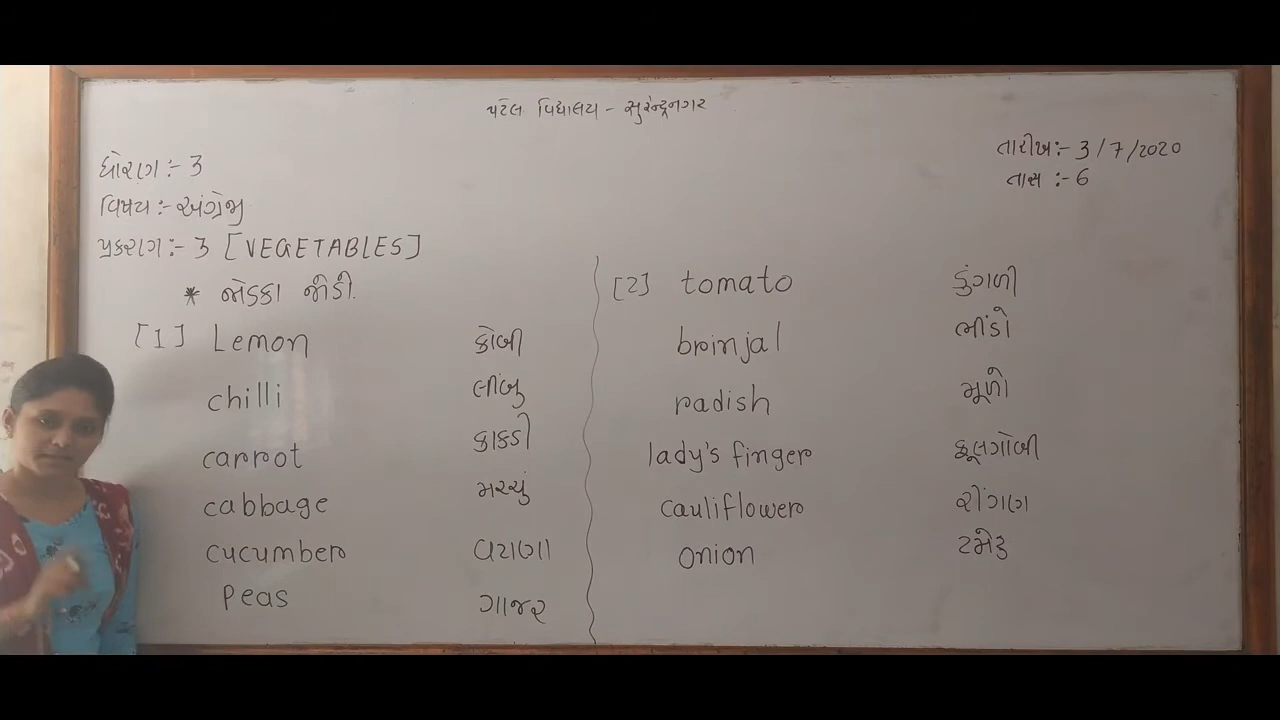 પટેલ વિદ્યાલય - સુરેન્દ્રનગર
તારીખ:- 3/7/2020
તાસ :- 6
ધોરણ:- 3
વિષય:- અંગ્રેજી
પ્રકરણ:- 3 [VEGETABLES]
* જોડકા જોડો.
[1] Lemon કોબી
chilli લીંબુ
carrot કાકડી
cabbage મરચું
cucumber વટાણા
Peas ગાજર
[2] tomato ડુંગળી
brinjal ભીંડો
radish મૂળો
lady's finger ફૂલગોબી
cauliflower રીંગણ
onion ટમેટુ